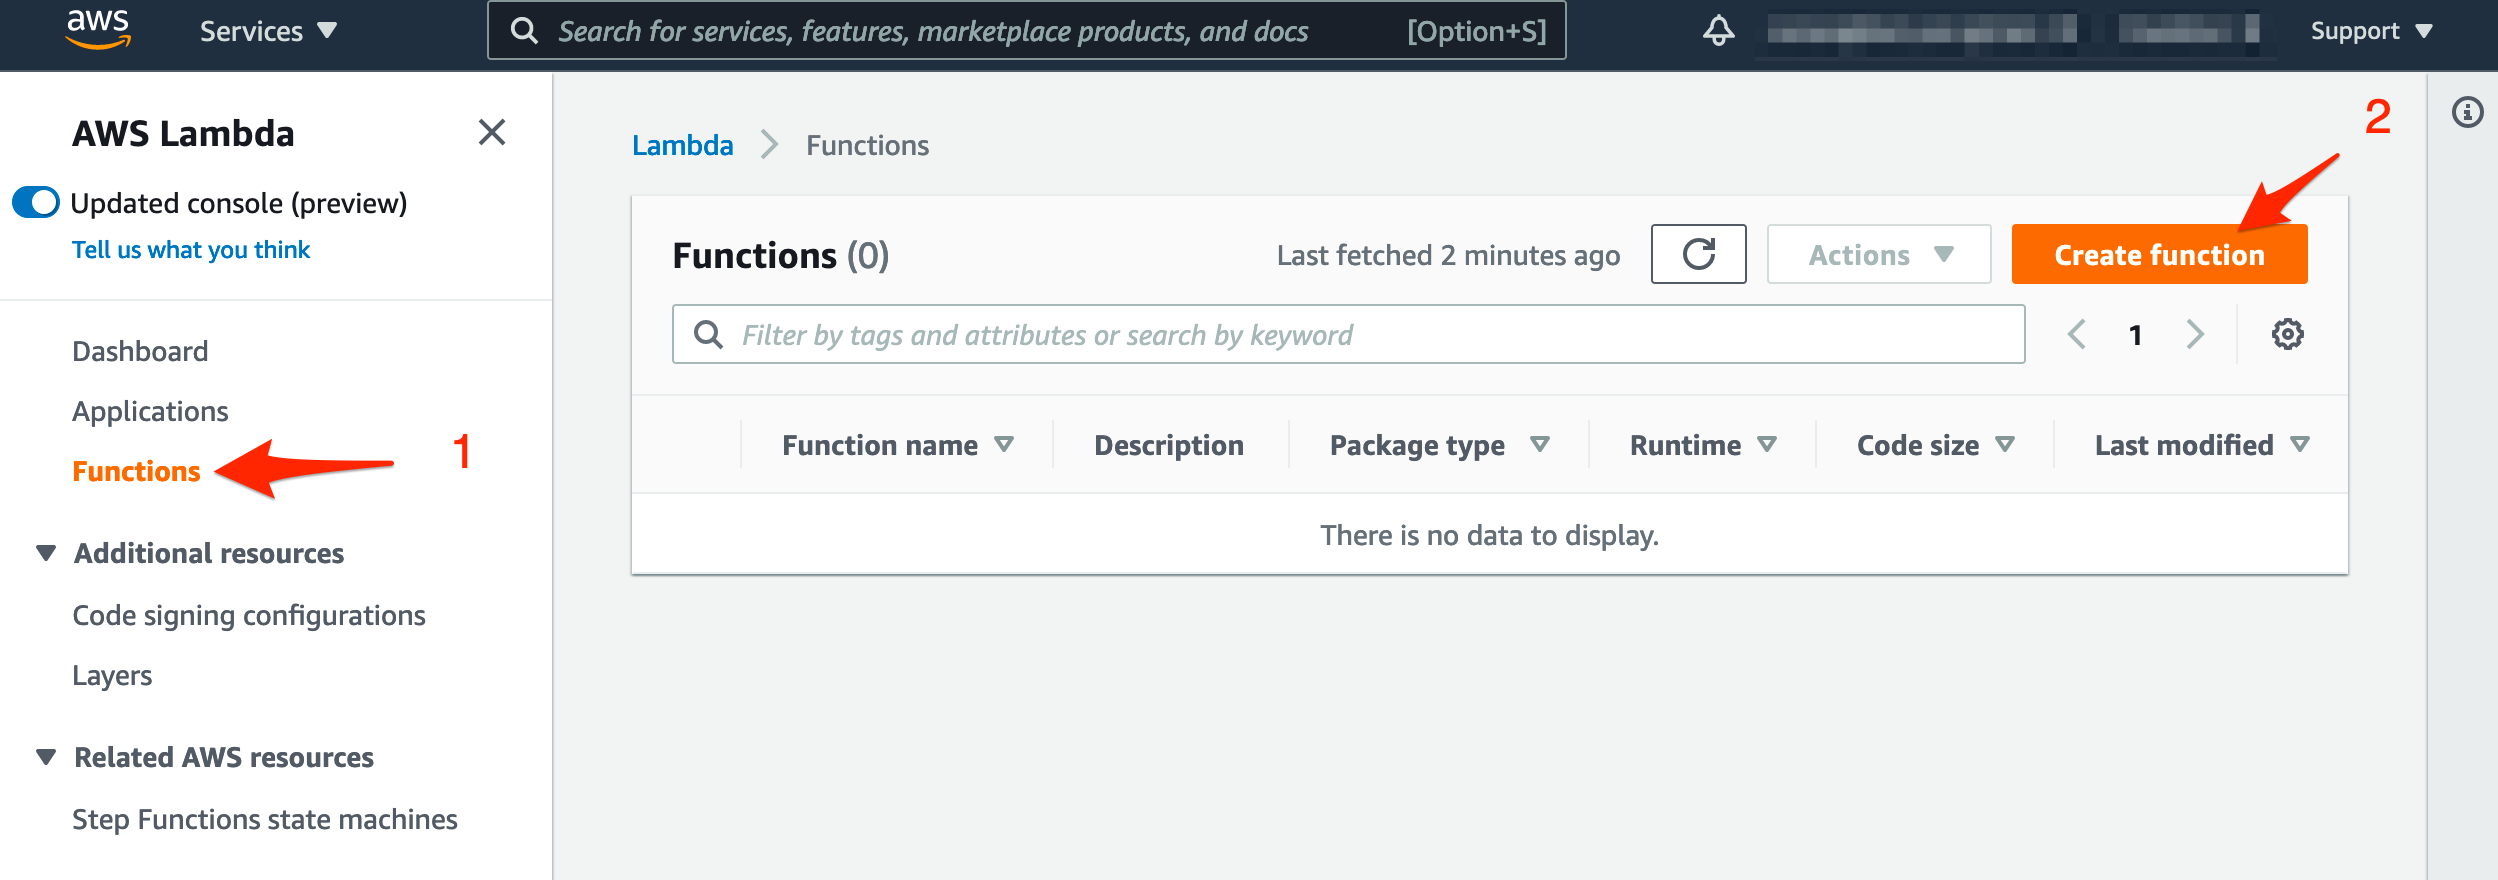 aws Services Search for services, features, marketplace products, and docs [Option+S] Support
AWS Lambda
Updated console (preview)
Tell us what you think
Dashboard
Applications
Functions 1
Additional resources
Code signing configurations
Layers
Related AWS resources
Step Functions state machines
2
Lambda Functions
Functions (0) Last fetched 2 minutes ago Actions Create function
Filter by tags and attributes or search by keyword 1
Function name Description Package type Runtime Code size Last modified
There is no data to display.